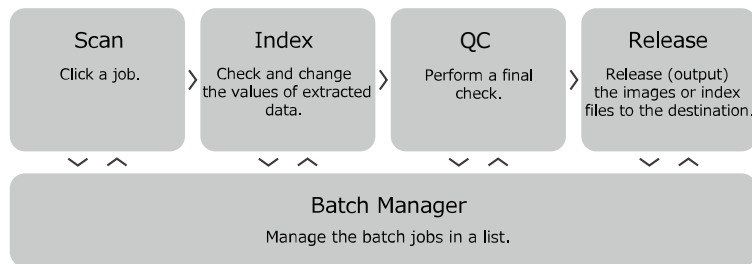 Scan
Click a job.
Index
Check and change
the values of extracted
data.
QC
Perform a final
check.
Release
Release (output)
the images or index
files to the destination.
Batch Manager
Manage the batch jobs in a list.